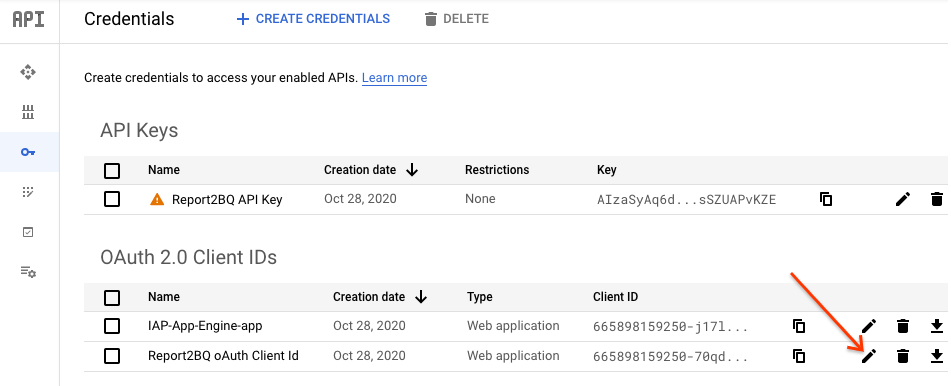 API Credentials + CREATE CREDENTIALS DELETE
Create credentials to access your enabled APIs. Learn more
API Keys
Name Creation date Restrictions Key
Report2BQ API Key Oct 28, 2020 None AIzaSyAq6d...sSZUAPvKZE
OAuth 2.0 Client IDs
Name Creation date Type Client ID
IAP-App-Engine-app Oct 28, 2020 Web application 665898159250-j17l...
Report2BQ oAuth Client Id Oct 28, 2020 Web application 665898159250-70qd...